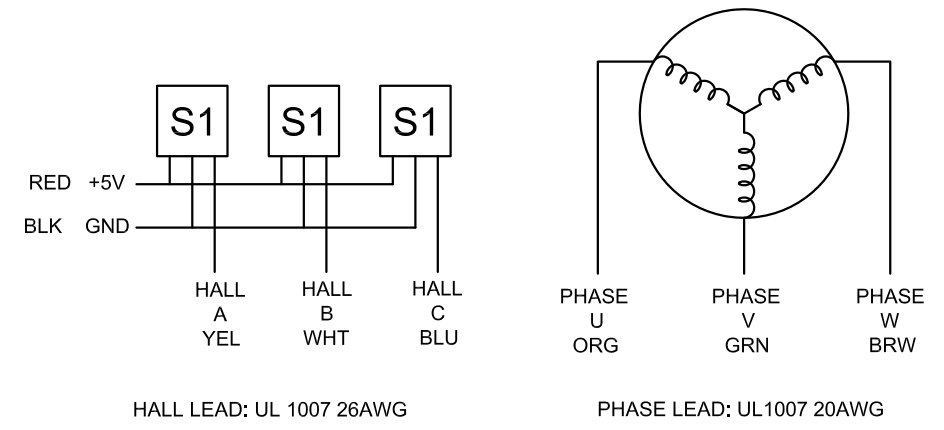 S1 S1 S1
RED +5V
BLK GND
HALL
A
YEL
HALL
B
WHT
HALL
C
BLU
HALL LEAD: UL 1007 26AWG
PHASE
U
ORG
PHASE
V
GRN
PHASE
W
BRW
PHASE LEAD: UL1007 20AWG